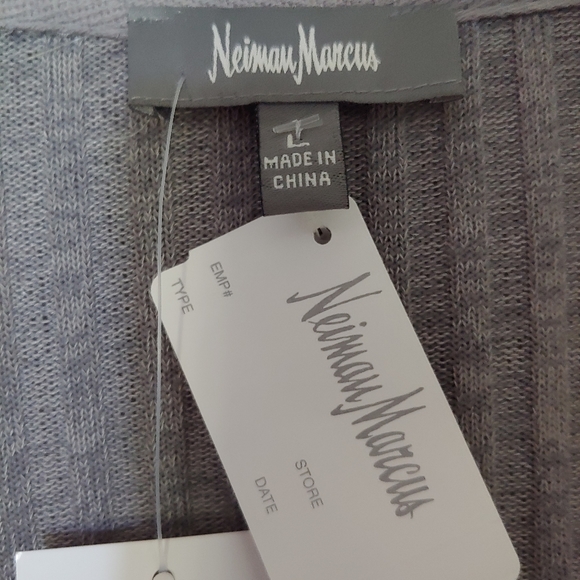 Neiman Marcus
L
MADE IN
CHINA
EMP#
TYPE
Neiman Marcus
STORE
DATE